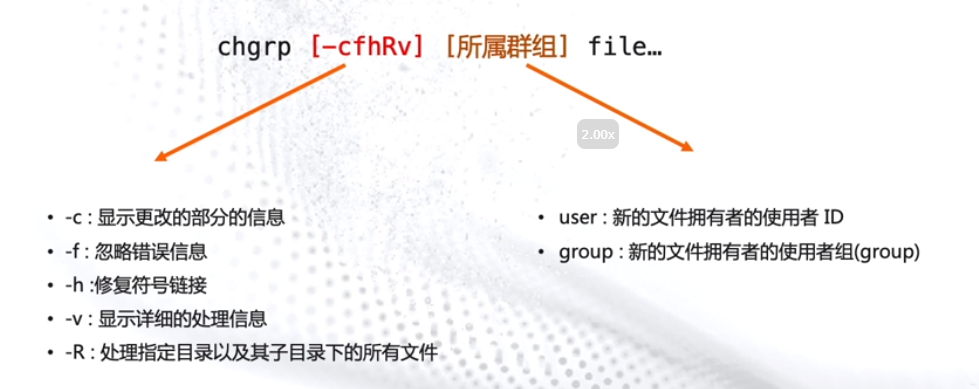 chgrp [-cfhRv] [所属群组] file…
2.00x
• -c : 显示更改的部分的信息
• -f : 忽略错误信息
• -h :修复符号链接
• -v : 显示详细的处理信息
• -R : 处理指定目录以及其子目录下的所有文件
• user : 新的文件拥有者的使用者 ID
• group : 新的文件拥有者的使用者组(group)